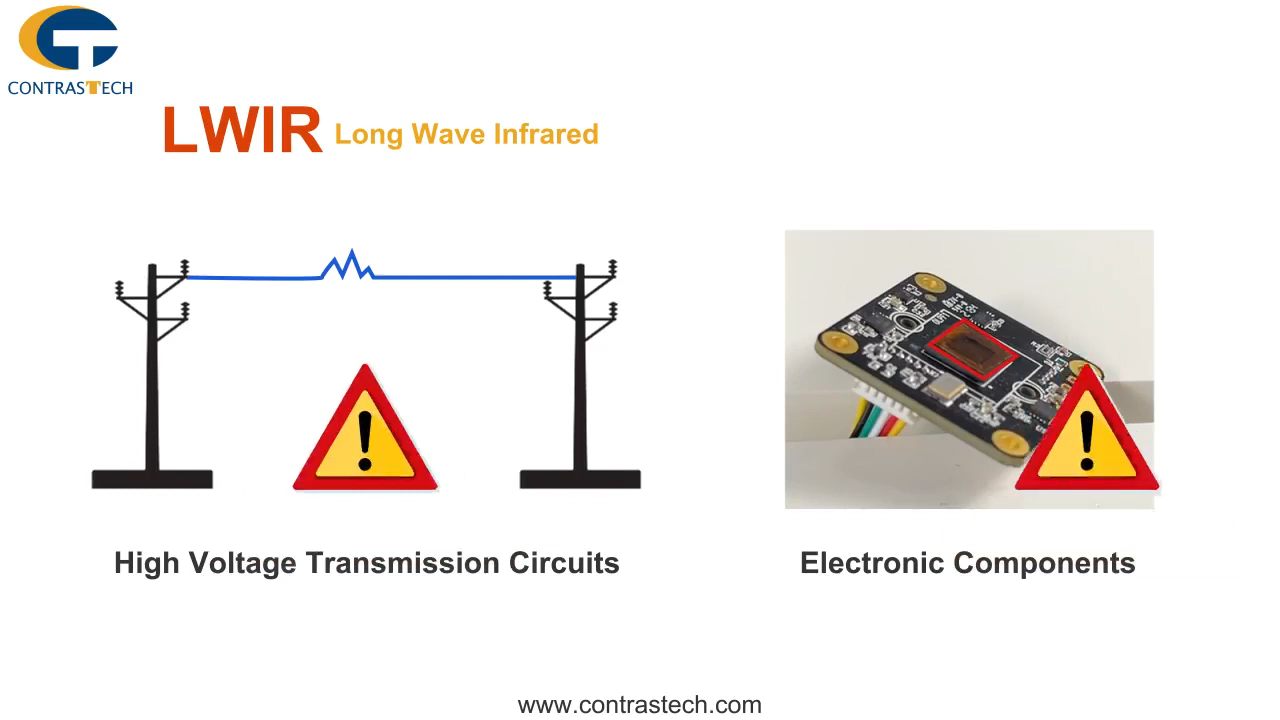 CONTRASTECH
LWIR Long Wave Infrared
High Voltage Transmission Circuits
Electronic Components
www.contrastech.com